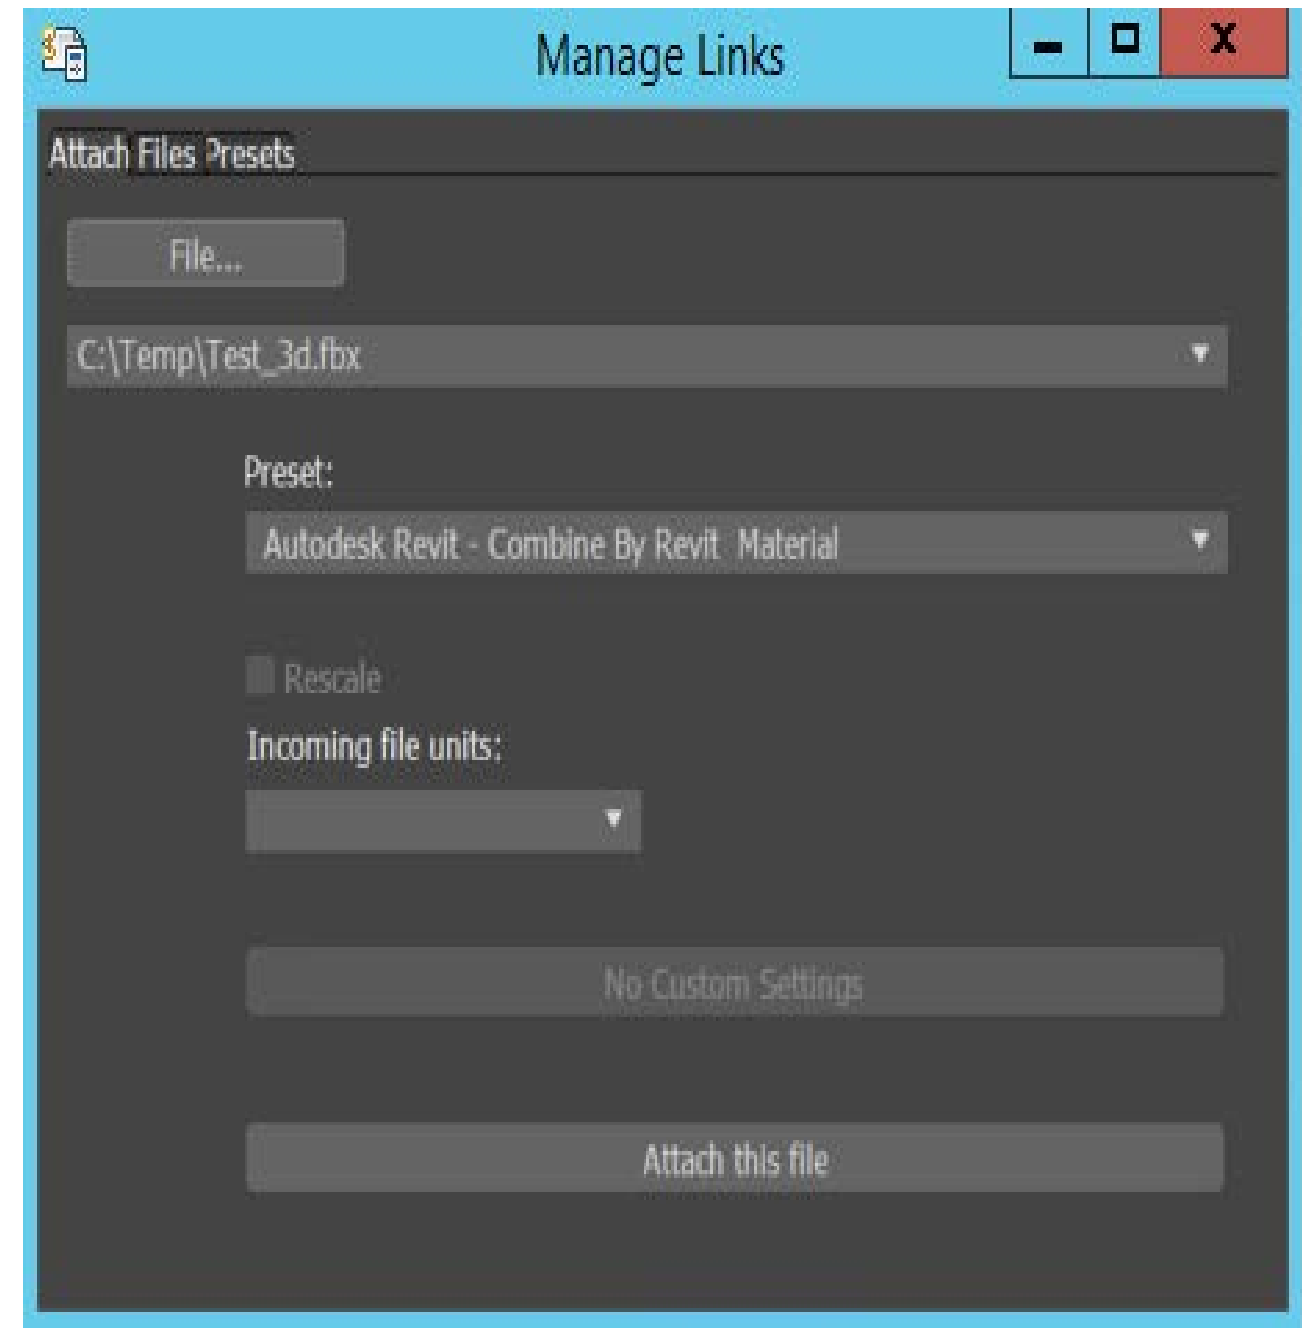 Manage Links
Attach Files Presets
File...
C:\Temp\Test_3d.fbx
Preset:
Autodesk Revit - Combine By Revit Material
Rescale
Incoming file units:
No Custom Settings
Attach this file